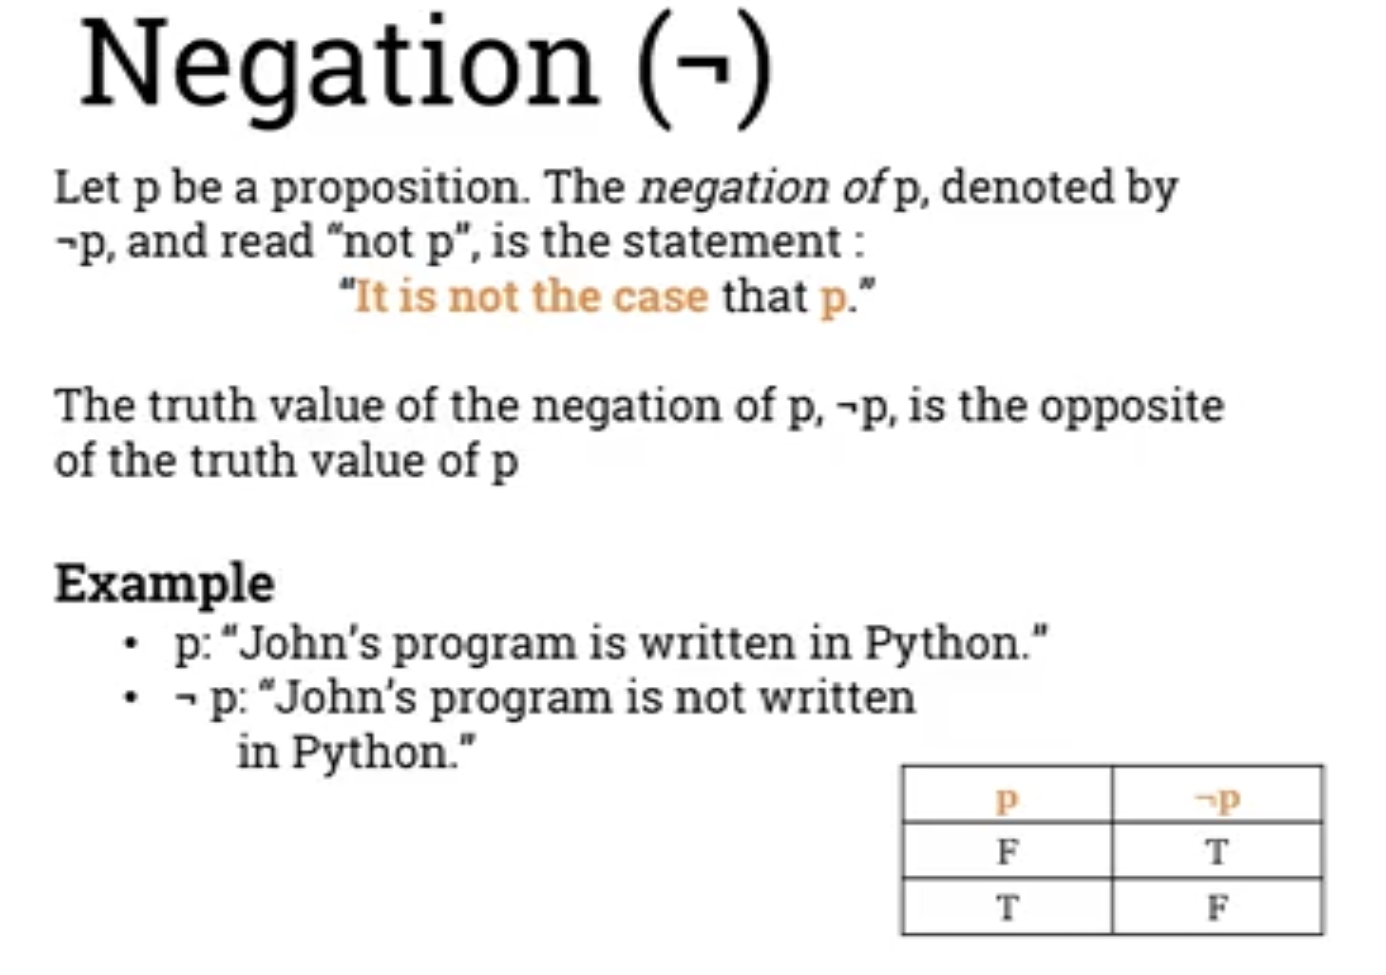 Negation (¬)
Let p be a proposition. The negation of p, denoted by
¬p, and read “not p”, is the statement :
“It is not the case that p.”
The truth value of the negation of p, ¬p, is the opposite
of the truth value of p
Example
• p: “John’s program is written in Python.”
• ¬ p: “John’s program is not written
in Python.”
p ¬p
F T
T F